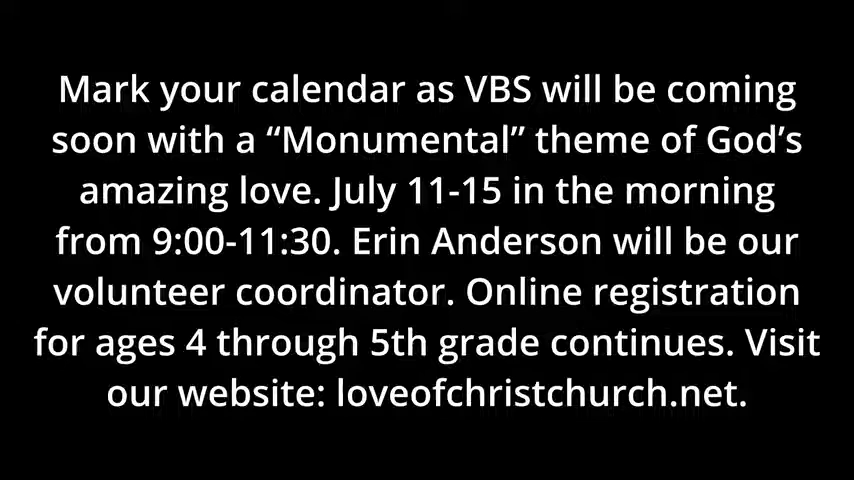 Mark your calendar as VBS will be coming
soon with a “Monumental” theme of God’s
amazing love. July 11-15 in the morning
from 9:00-11:30. Erin Anderson will be our
volunteer coordinator. Online registration
for ages 4 through 5th grade continues. Visit
our website: loveofchristchurch.net.